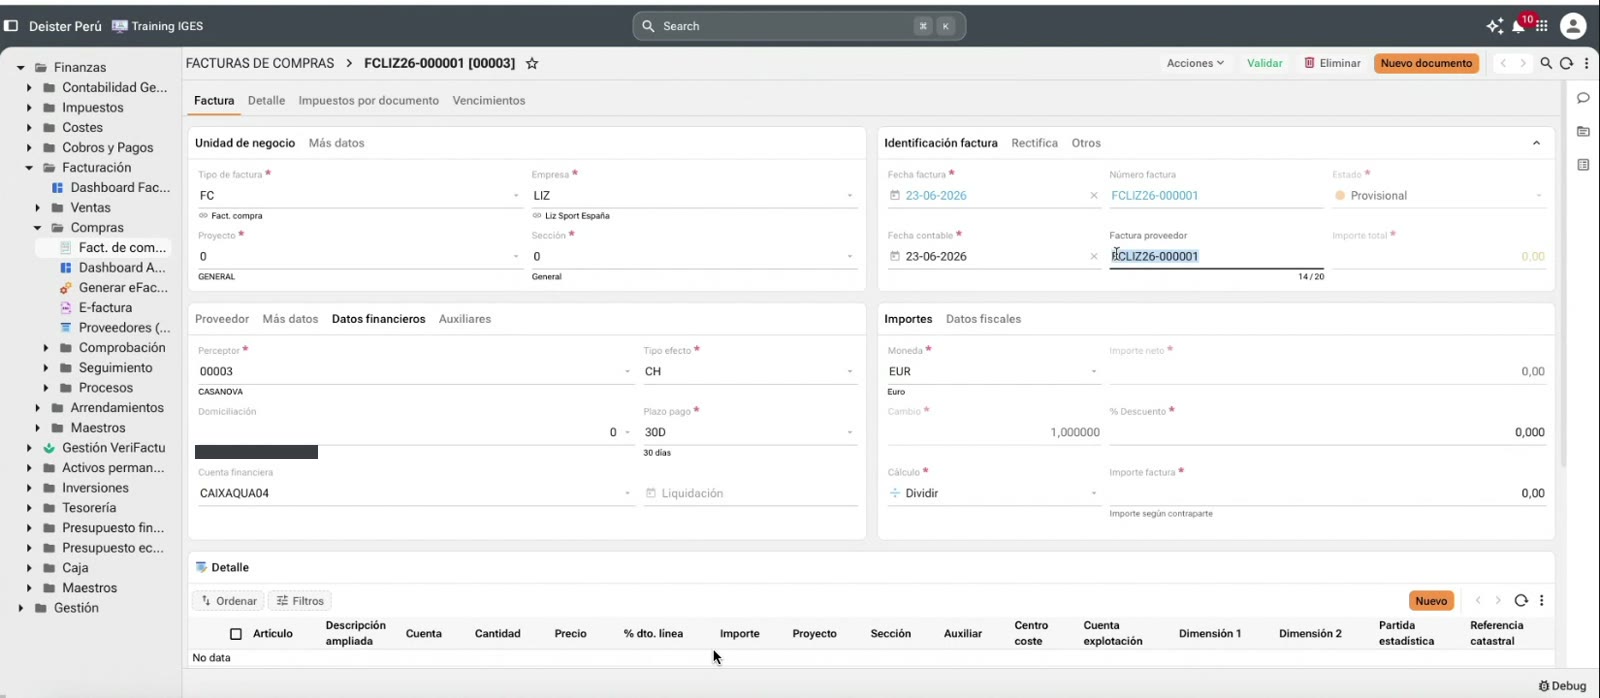 Deister Perú Training IGES Search ⌘ K 10
Finanzas
Contabilidad Ge...
Impuestos
Costes
Cobros y Pagos
Facturación
Dashboard Fac...
Ventas
Compras
Fact. de com...
Dashboard A...
Generar eFac...
E-factura
Proveedores (...
Comprobación
Seguimiento
Procesos
Arrendamientos
Maestros
Gestión VeriFactu
Activos perman...
Inversiones
Tesorería
Presupuesto fin...
Presupuesto ec...
Caja
Maestros
Gestión
FACTURAS DE COMPRAS > FCLIZ26-000001 [00003]
Acciones Validar Eliminar Nuevo documento
Factura Detalle Impuestos por documento Vencimientos
Unidad de negocio Más datos
Tipo de factura * Empresa *
FC LIZ
Fact. compra Liz Sport España
Proyecto * Sección *
0 0
GENERAL General
Identificación factura Rectifica Otros
Fecha factura * Número factura Estado *
23-06-2026 FCLIZ26-000001 Provisional
Fecha contable * Factura proveedor Importe total *
23-06-2026 FCLIZ26-000001 0,00
14 / 20
Proveedor Más datos Datos financieros Auxiliares
Perceptor * Tipo efecto *
00003 CH
CASANOVA
Domiciliación Plazo pago *
0 30D
30 días
Cuenta financiera
CAIXAQUA04 Liquidación
Importes Datos fiscales
Moneda * Importe neto *
EUR 0,00
Euro
Cambio * % Descuento *
1,000000 0,000
Cálculo * Importe factura *
Dividir 0,00
Importe según contraparte
Detalle
Ordenar Filtros Nuevo
Artículo Descripción ampliada Cuenta Cantidad Precio % dto. línea Importe Proyecto Sección Auxiliar Centro coste Cuenta explotación Dimensión 1 Dimensión 2 Partida estadística Referencia catastral
No data
Debug